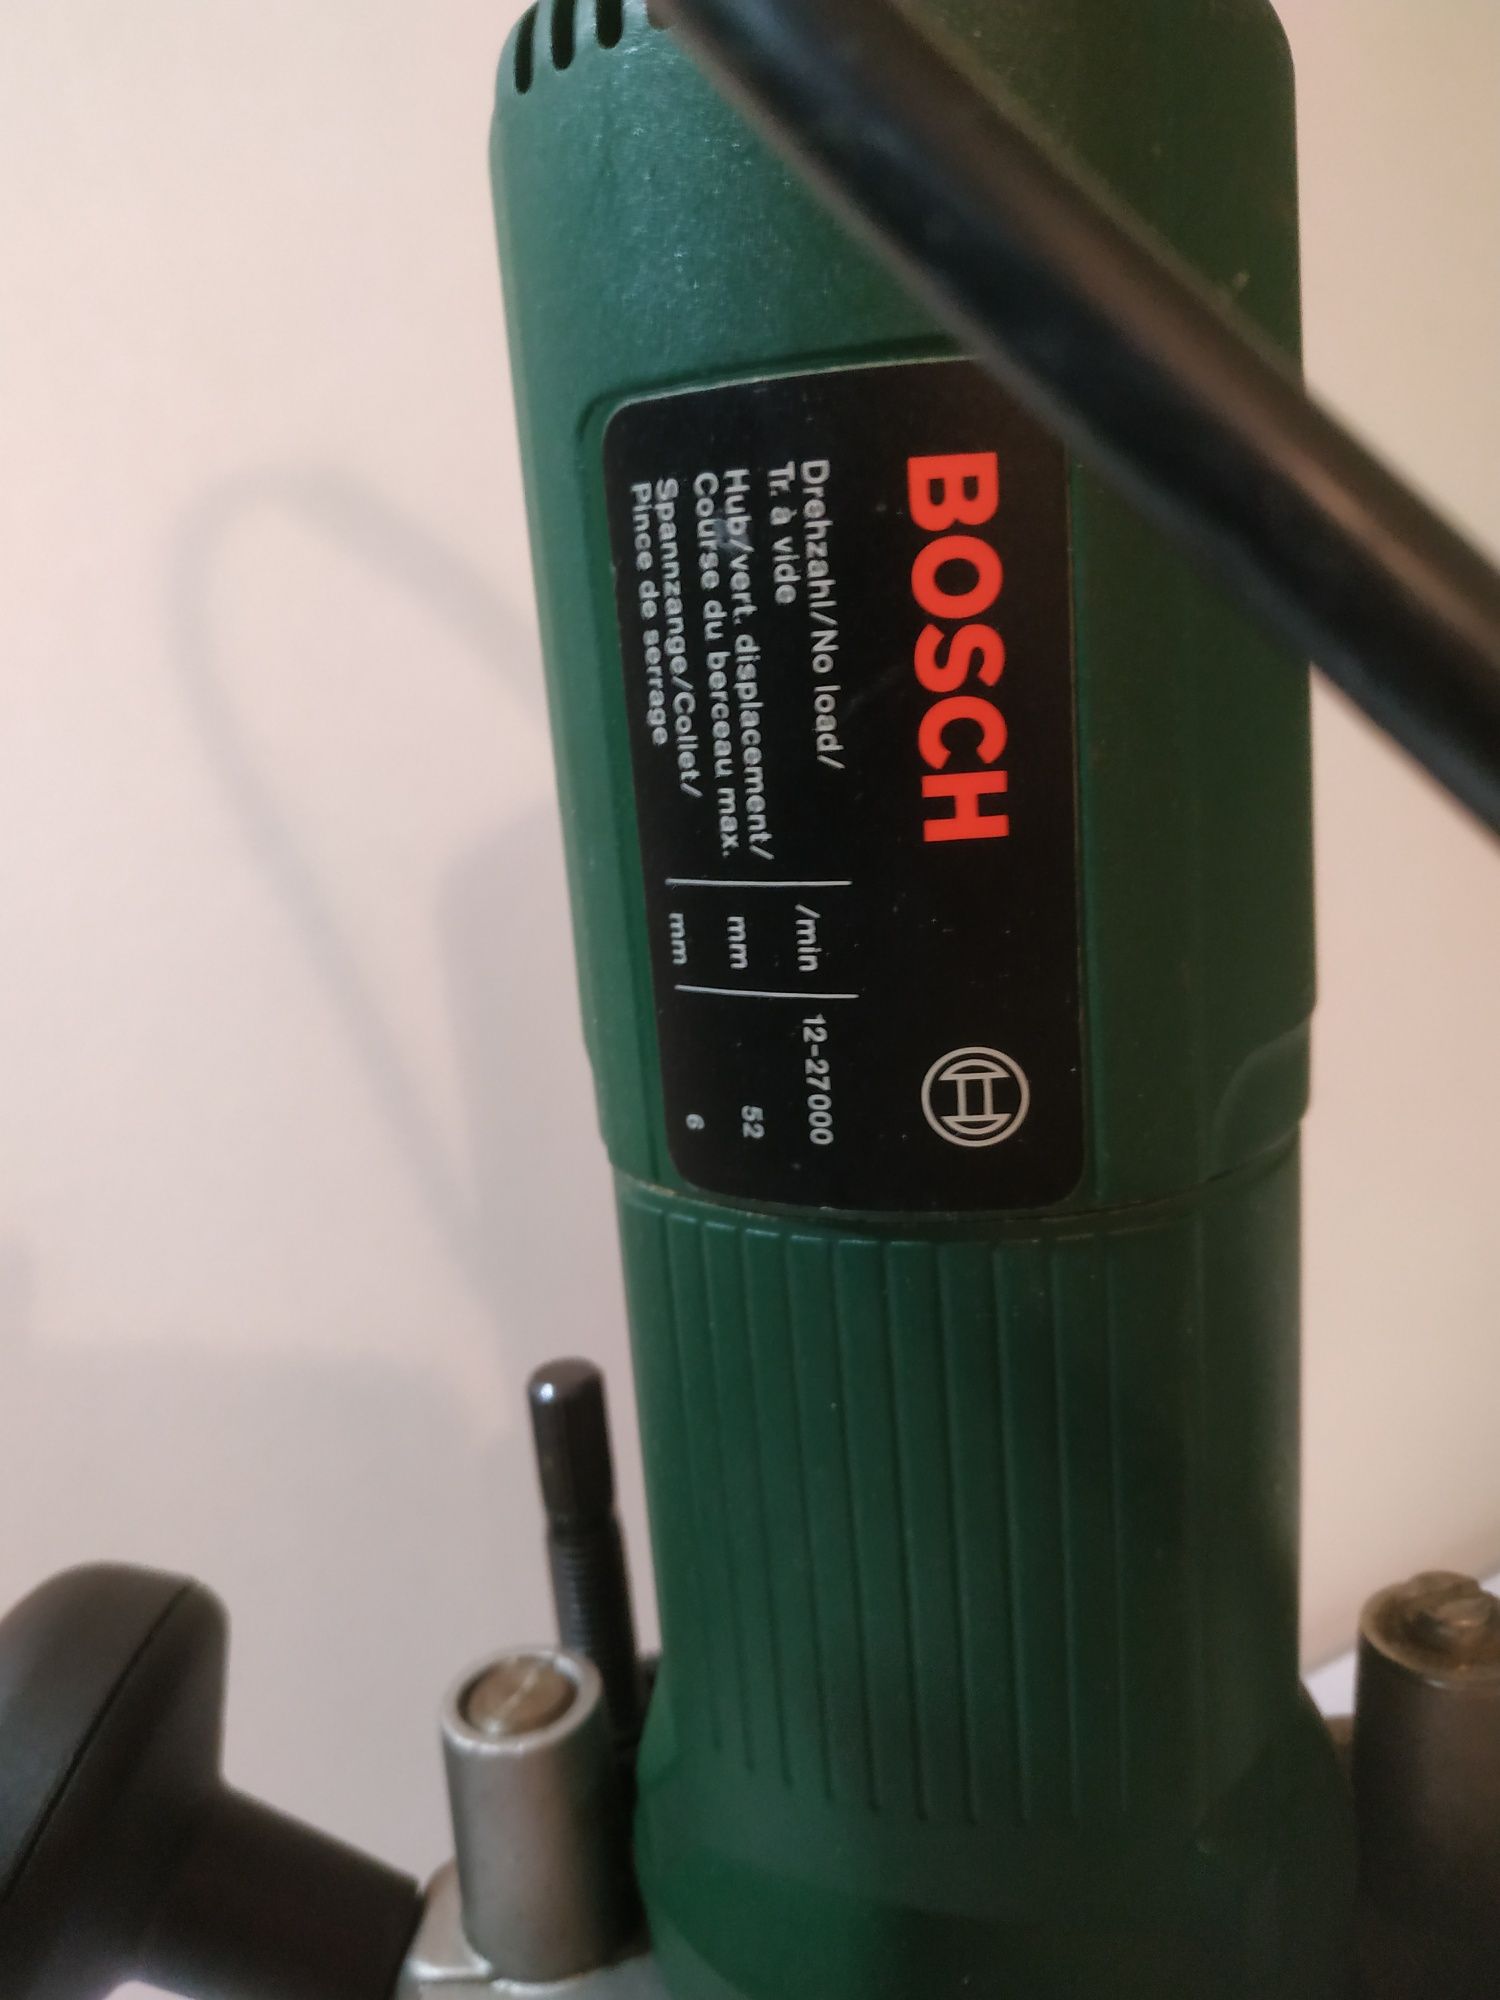 BOSCH
Drehzahl/No load/
Tr. à vide /min 12-27000
Hub/vert. displacement/
Course du berceau max. mm 52
Spannzange/Collet/
Pince de serrage mm 6